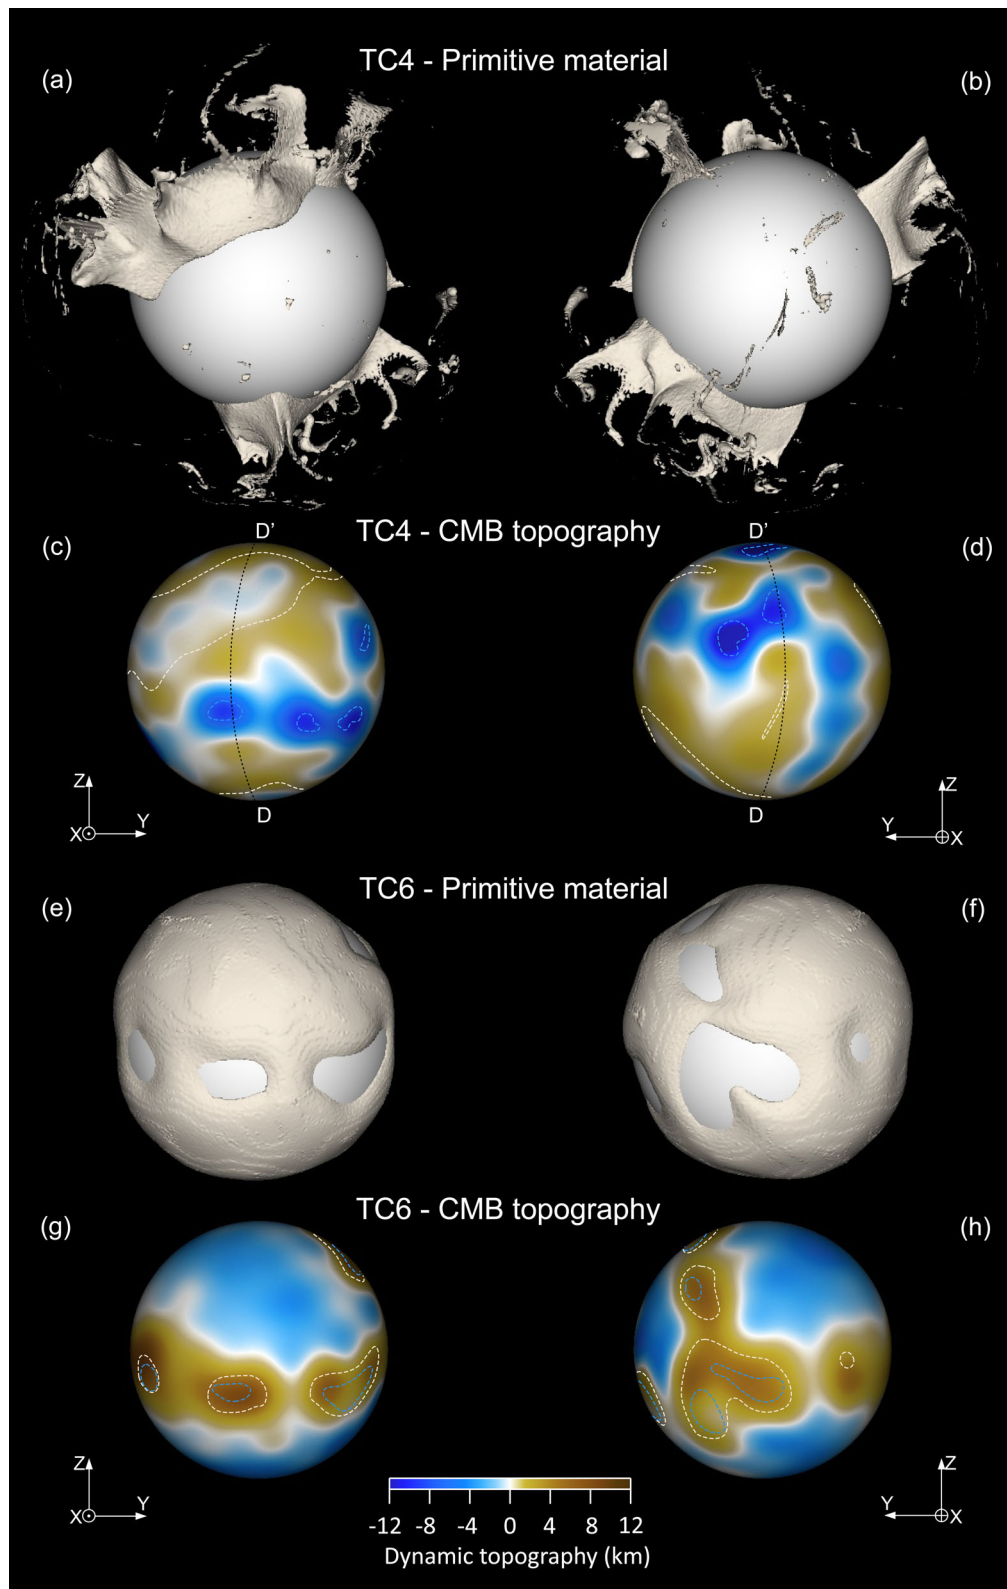 TC4 - Primitive material
(a)
(b)
D’
D’
TC4 - CMB topography
(c)
(d)
Z
Y
X
D
D
Z
Y
X
TC6 - Primitive material
(e)
(f)
TC6 - CMB topography
(g)
(h)
Z
Y
X
Z
Y
X
-12 -8 -4 0 4 8 12
Dynamic topography (km)